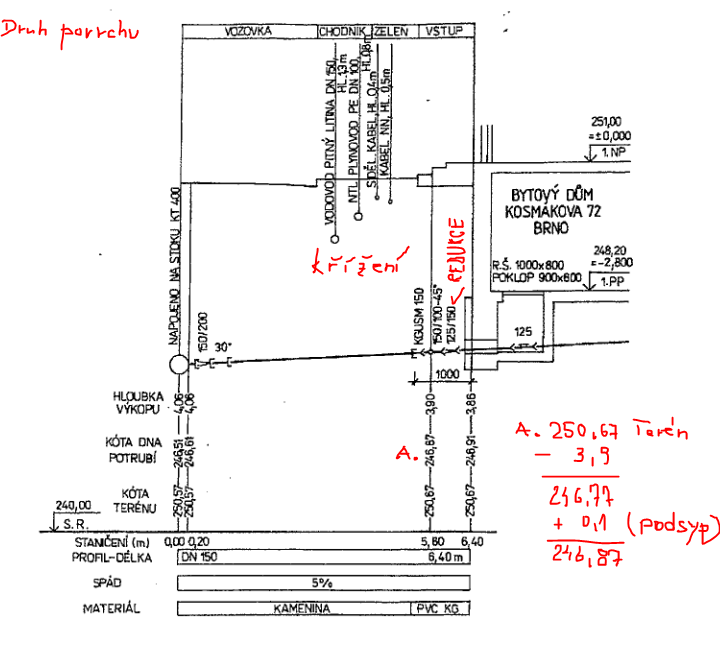 Druh povrchu
VOZOVKA CHODNÍK ZELEŇ VSTUP
VODOVOD PITNÝ LITINA DN 150, HL. 1,3 m
NTL PLYNOVOD PE DN 100, HL. 0,8 m
SDĚL. KABEL, HL. 0,4 m
KABEL NN, HL. 0,5 m
251,00
=±0,000
1. NP
BYTOVÝ DŮM
KOSMÁKOVA 72
BRNO
NAPOJENO NA STOKU KT 400
křížení
REDUKCE
248,20
=-2,800
1.PP
R.Š. 1000x800
POKLOP 900x600
150/200
30°
KGUSM 150
150/100-45°
125/150
125
1000
HLOUBKA VÝKOPU 4,06 4,06 3,90 3,86
KÓTA DNA POTRUBÍ 246,51 246,61 A. 246,87 246,91
KÓTA TERÉNU 250,57 250,57 250,67 250,67
240,00
S.R.
STANIČENÍ (m) 0,00 0,20 5,80 6,40
PROFIL-DÉLKA DN 150 6,40 m
SPÁD 5%
MATERIÁL KAMENINA PVC KG
A. 250,67 Terén
- 3,9
246,77
+ 0,1 (podsyp)
246,87